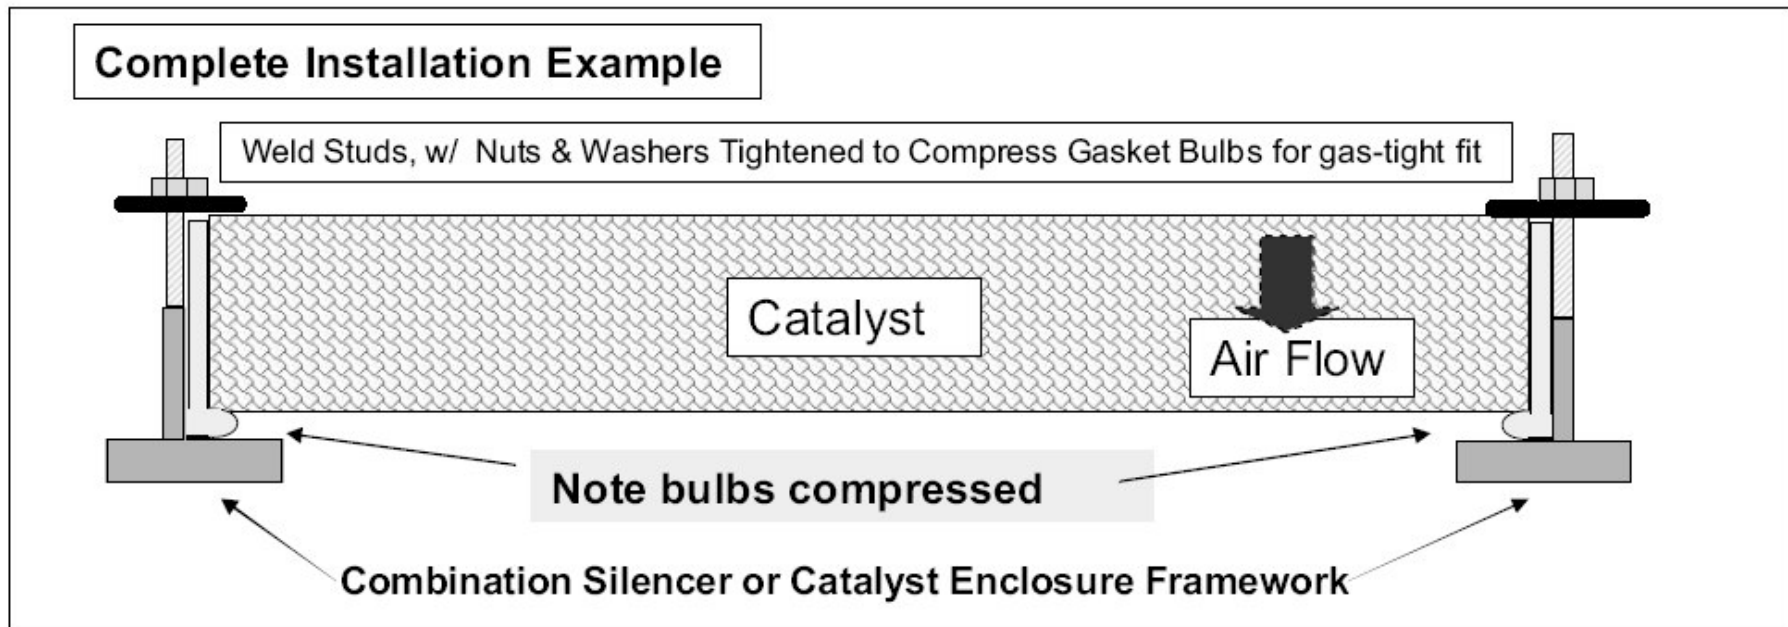 Complete Installation Example
Weld Studs, w/ Nuts & Washers Tightened to Compress Gasket Bulbs for gas-tight fit
Catalyst
Air Flow
Note bulbs compressed
Combination Silencer or Catalyst Enclosure Framework